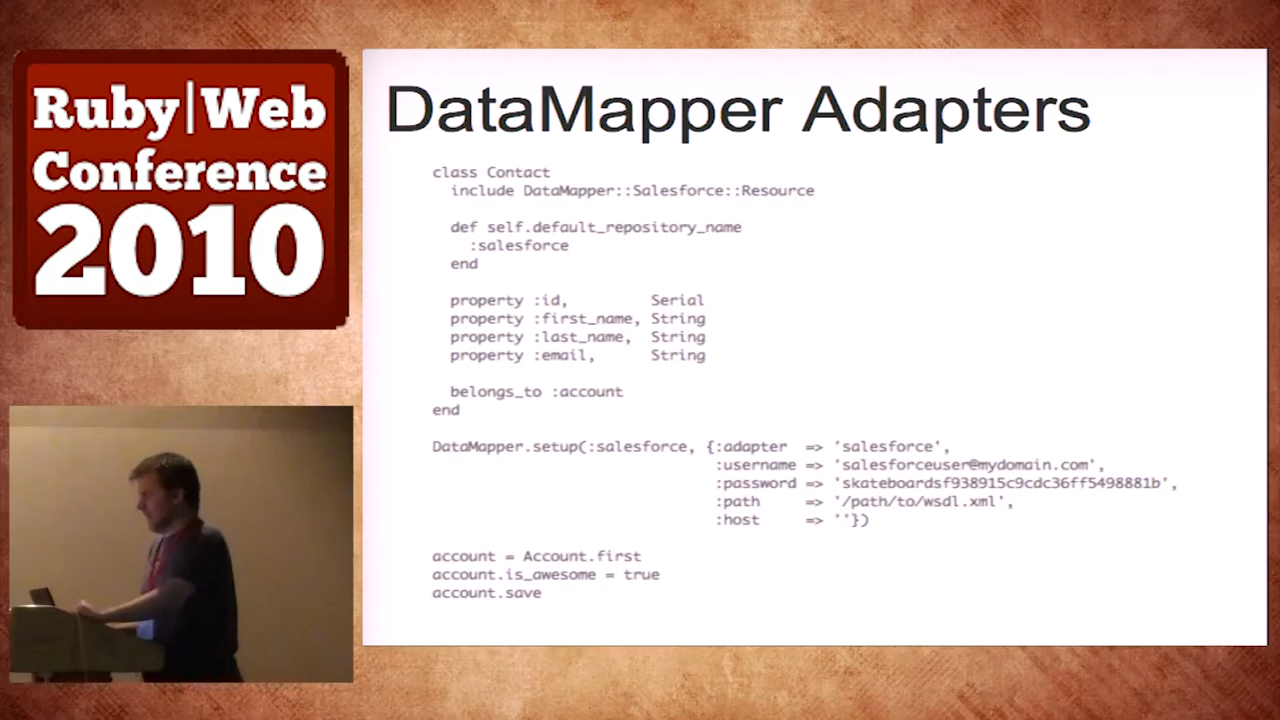 Ruby|Web
Conference
2010
DataMapper Adapters
class Contact
  include DataMapper::Salesforce::Resource
  def self.default_repository_name
    :salesforce
  end
  property :id,         Serial
  property :first_name, String
  property :last_name,  String
  property :email,      String
  belongs_to :account
end
DataMapper.setup(:salesforce, {:adapter  => 'salesforce',
                               :username => 'salesforceuser@mydomain.com',
                               :password => 'skateboardsf938915c9cdc36ff5498881b',
                               :path     => '/path/to/wsdl.xml',
                               :host     => ''})
account = Account.first
account.is_awesome = true
account.save